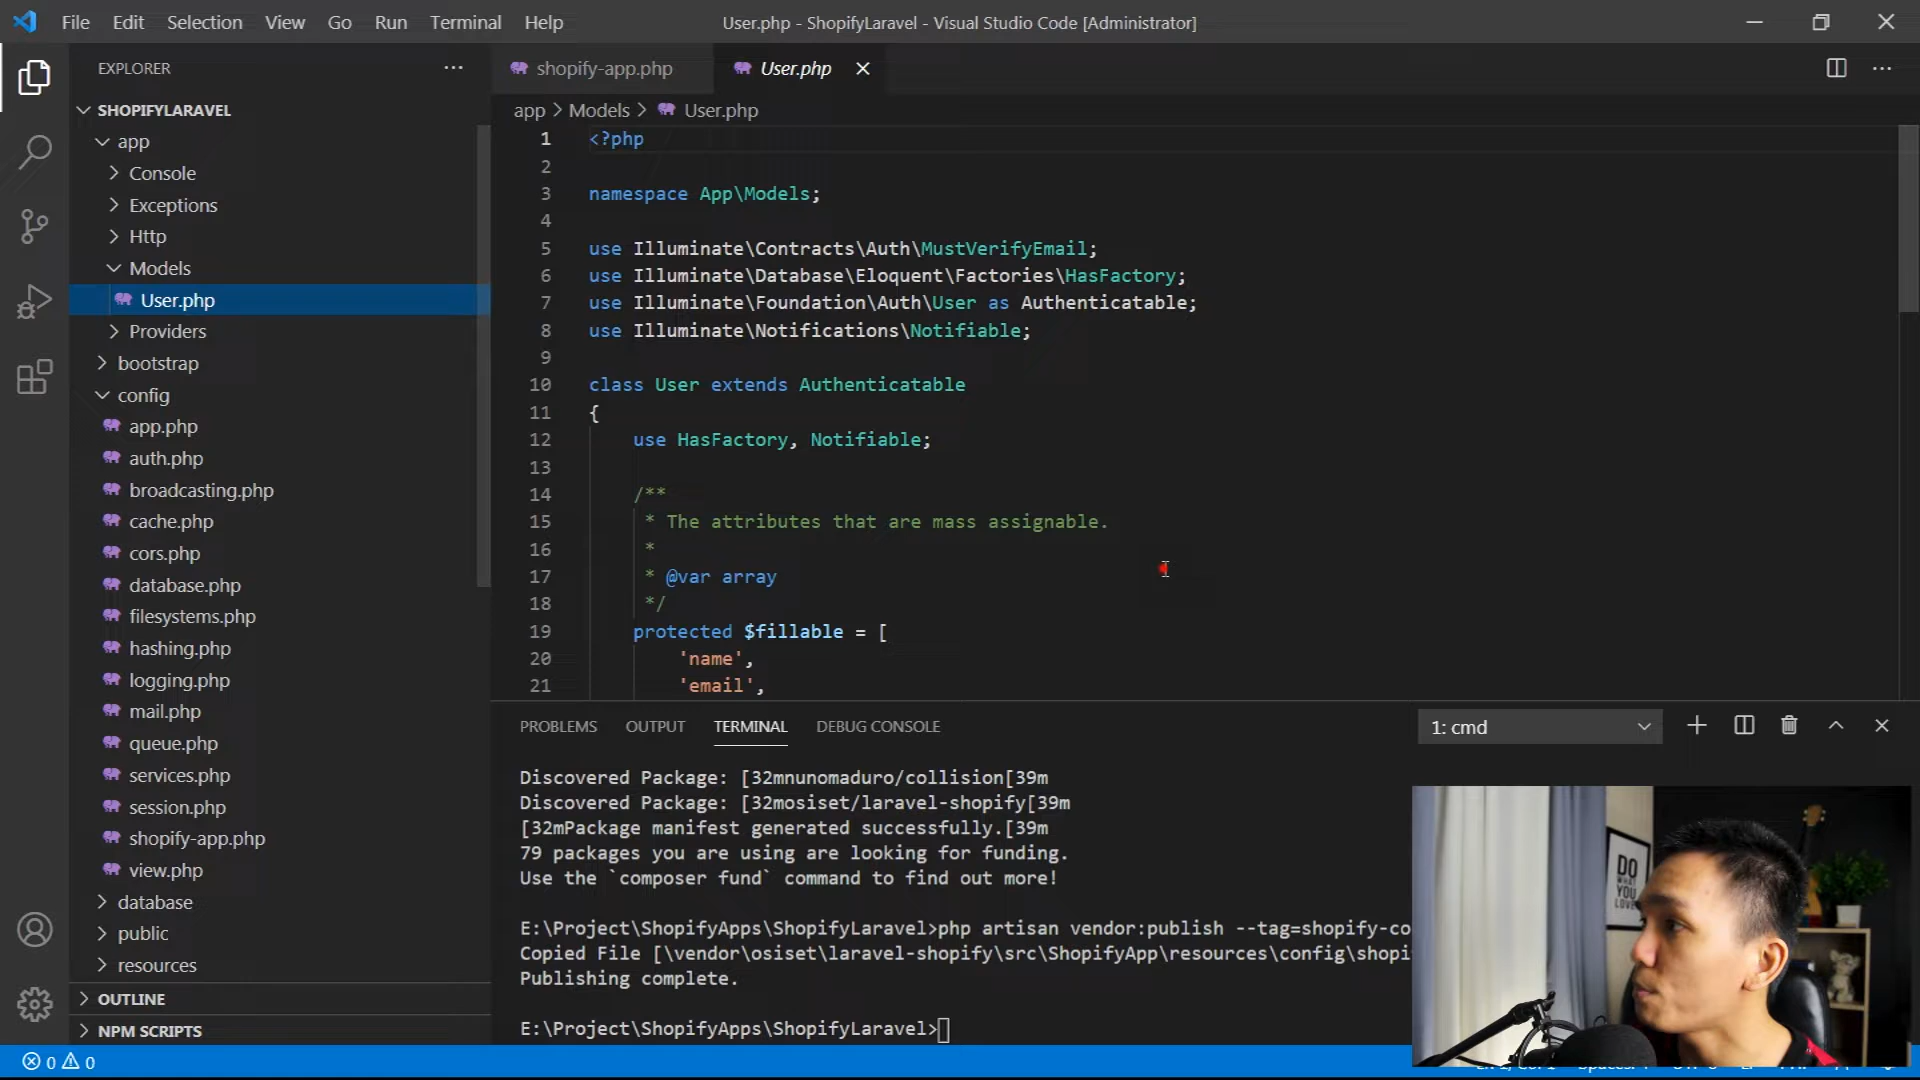 File Edit Selection View Go Run Terminal Help
User.php - ShopifyLaravel - Visual Studio Code [Administrator]
EXPLORER
SHOPIFYLARAVEL
app
Console
Exceptions
Http
Models
User.php
Providers
bootstrap
config
app.php
auth.php
broadcasting.php
cache.php
cors.php
database.php
filesystems.php
hashing.php
logging.php
mail.php
queue.php
services.php
session.php
shopify-app.php
view.php
database
public
resources
OUTLINE
NPM SCRIPTS
0 0
shopify-app.php User.php
app > Models > User.php
1 <?php
2
3 namespace App\Models;
4
5 use Illuminate\Contracts\Auth\MustVerifyEmail;
6 use Illuminate\Database\Eloquent\Factories\HasFactory;
7 use Illuminate\Foundation\Auth\User as Authenticatable;
8 use Illuminate\Notifications\Notifiable;
9
10 class User extends Authenticatable
11 {
12 use HasFactory, Notifiable;
13
14 /**
15 * The attributes that are mass assignable.
16 *
17 * @var array
18 */
19 protected $fillable = [
20 'name',
21 'email',
PROBLEMS OUTPUT TERMINAL DEBUG CONSOLE
1: cmd
Discovered Package: [32mnunomaduro/collision[39m
Discovered Package: [32mosiset/laravel-shopify[39m
[32mPackage manifest generated successfully.[39m
79 packages you are using are looking for funding.
Use the `composer fund` command to find out more!
E:\Project\ShopifyApps\ShopifyLaravel>php artisan vendor:publish --tag=shopify-co
Copied File [\vendor\osiset\laravel-shopify\src\ShopifyApp\resources\config\shopi
Publishing complete.
E:\Project\ShopifyApps\ShopifyLaravel>
DO
WHAT
YOU
LOVE